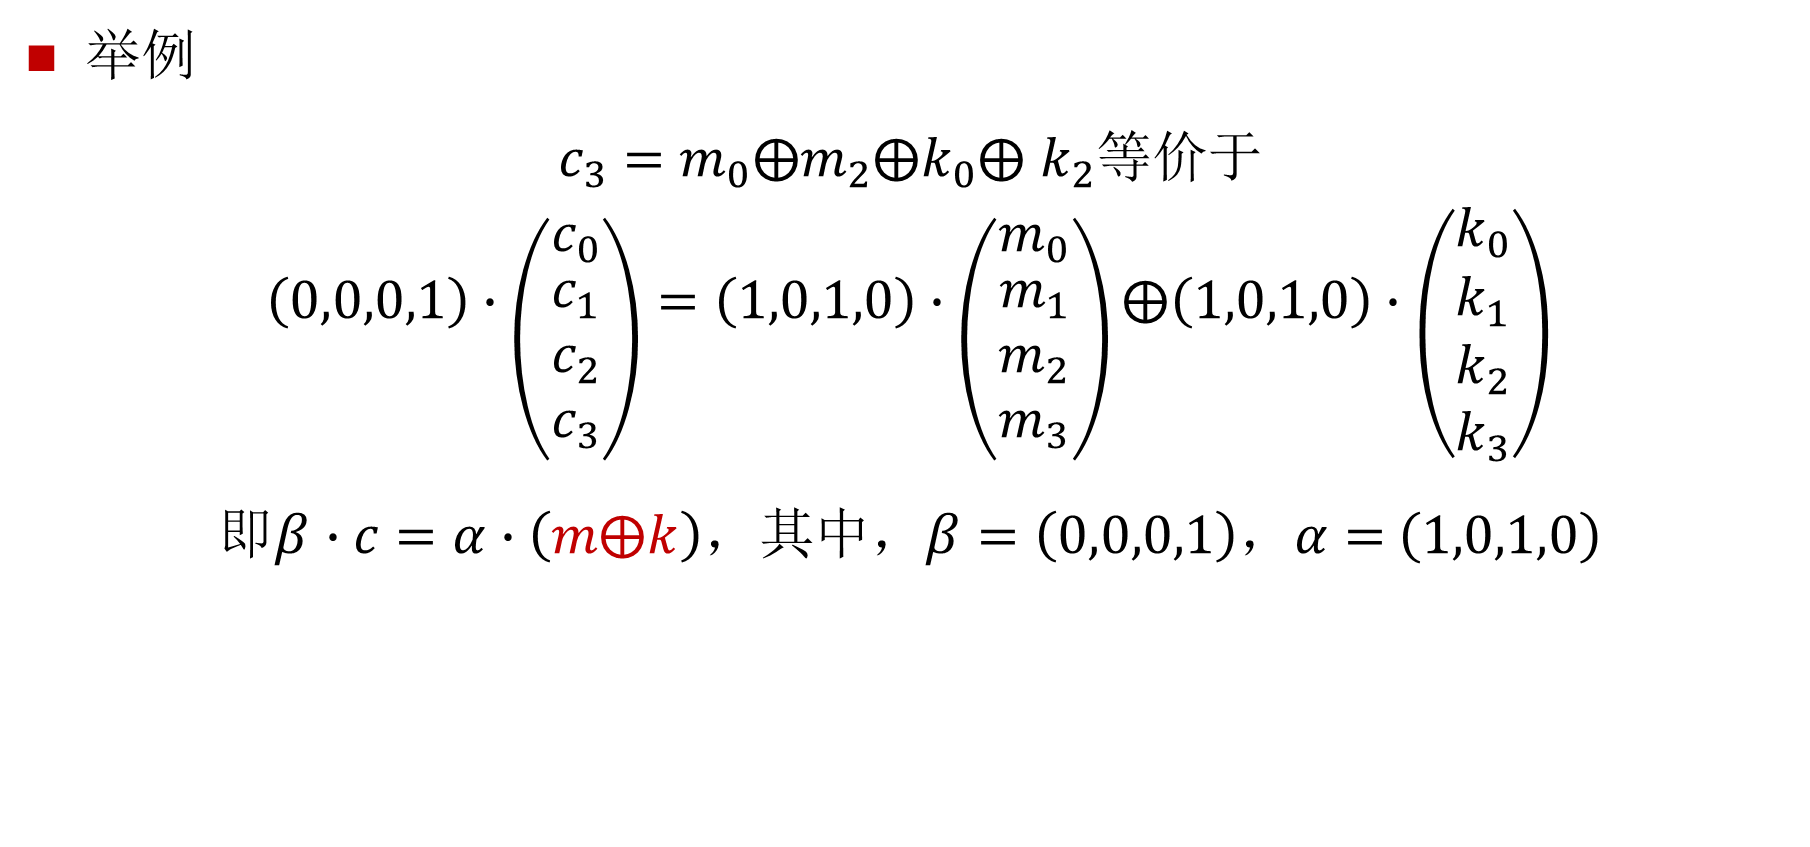 ■ 举例
c₃ = m₀⊕m₂⊕k₀⊕ k₂等价于
(0,0,0,1) · (c₀ c₁ c₂ c₃) = (1,0,1,0) · (m₀ m₁ m₂ m₃) ⊕(1,0,1,0) · (k₀ k₁ k₂ k₃)
即β · c = α · (m⊕k)，其中，β = (0,0,0,1)，α = (1,0,1,0)